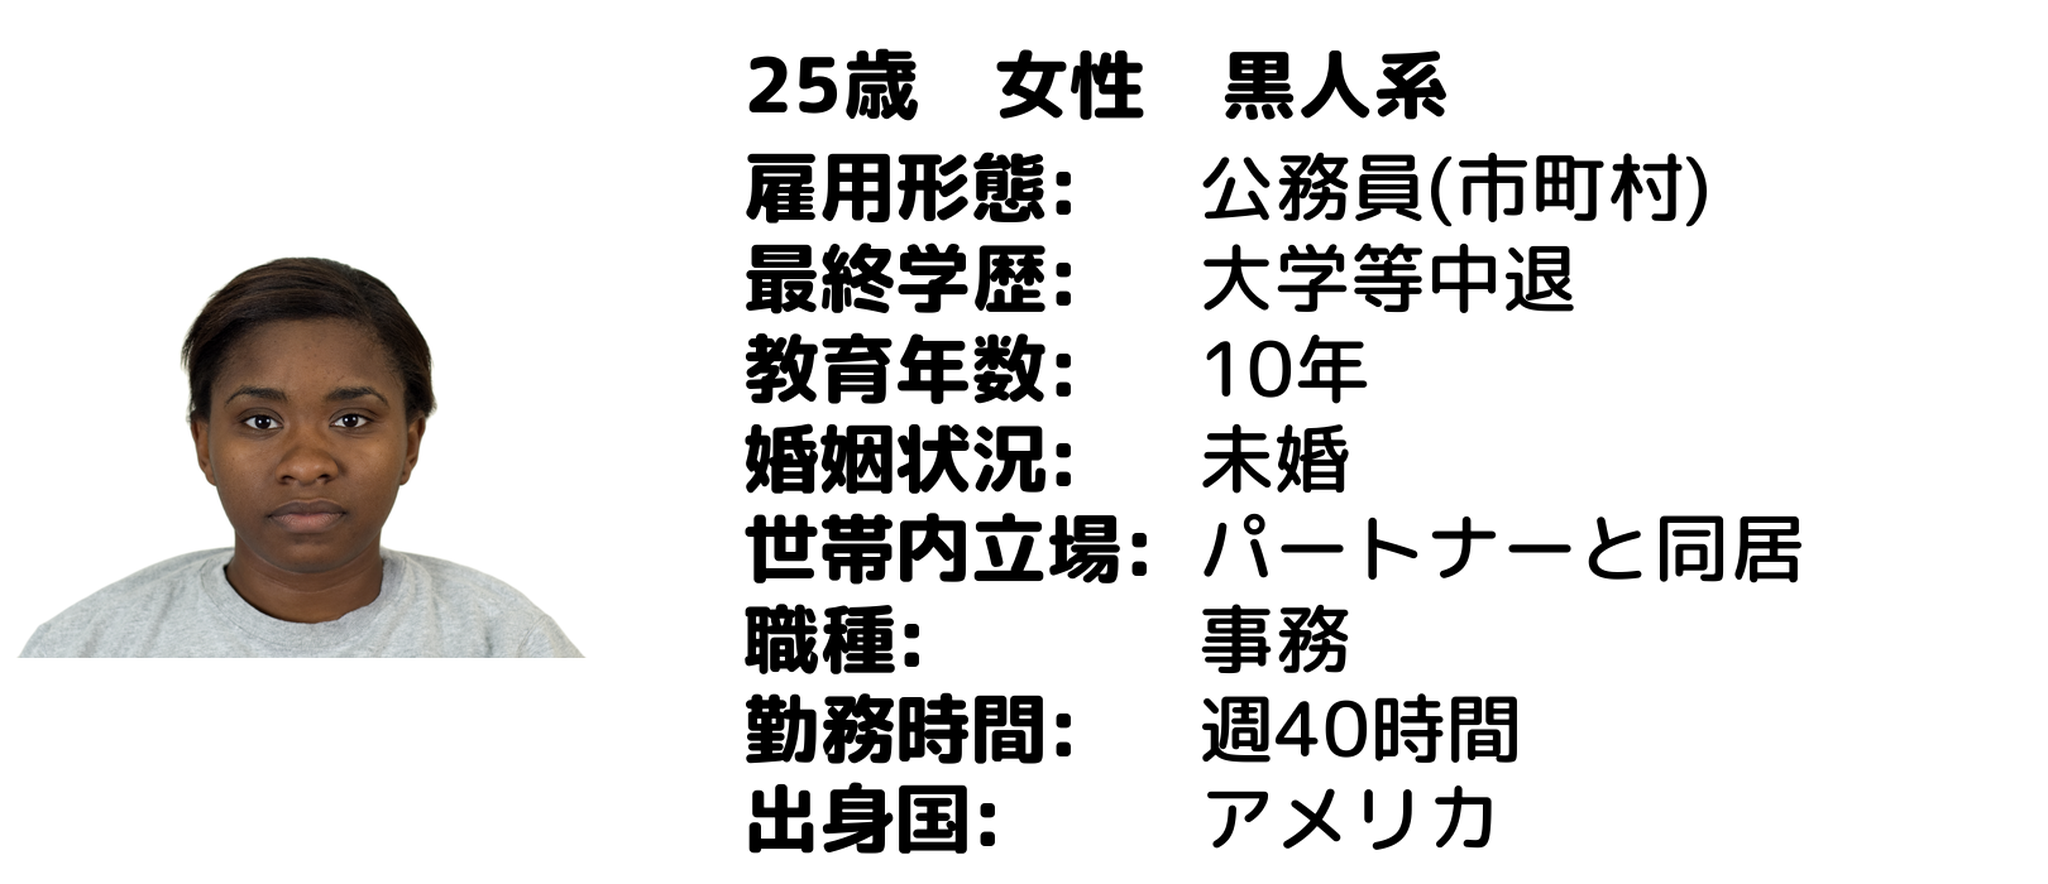 25歳　女性　黒人系
雇用形態:　公務員(市町村)
最終学歴:　大学等中退
教育年数:　10年
婚姻状況:　未婚
世帯内立場:　パートナーと同居
職種:　事務
勤務時間:　週40時間
出身国:　アメリカ